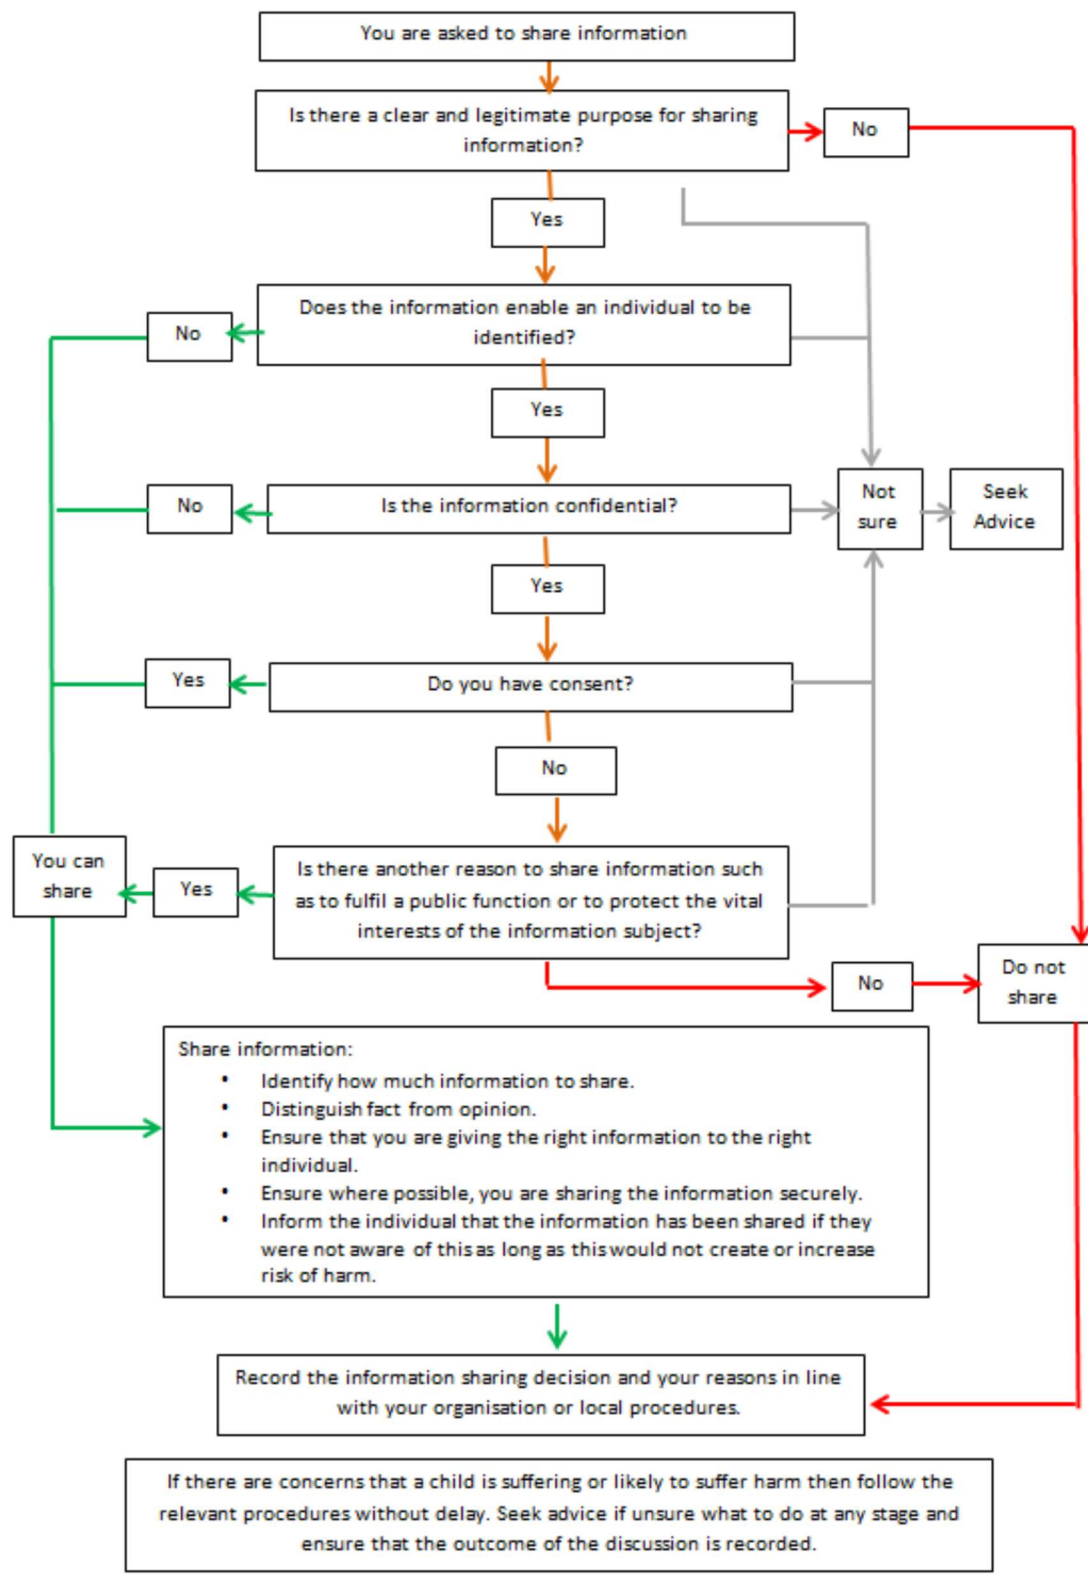 You are asked to share information
Is there a clear and legitimate purpose for sharing
information?
No
Yes
Does the information enable an individual to be
identified?
No
Yes
Is the information confidential?
No
Not
sure
Seek
Advice
Yes
Do you have consent?
Yes
No
Is there another reason to share information such
as to fulfil a public function or to protect the vital
interests of the information subject?
Yes
You can
share
No
Do not
share
Share information:
• Identify how much information to share.
• Distinguish fact from opinion.
• Ensure that you are giving the right information to the right
individual.
• Ensure where possible, you are sharing the information securely.
• Inform the individual that the information has been shared if they
were not aware of this as long as this would not create or increase
risk of harm.
Record the information sharing decision and your reasons in line
with your organisation or local procedures.
If there are concerns that a child is suffering or likely to suffer harm then follow the
relevant procedures without delay. Seek advice if unsure what to do at any stage and
ensure that the outcome of the discussion is recorded.